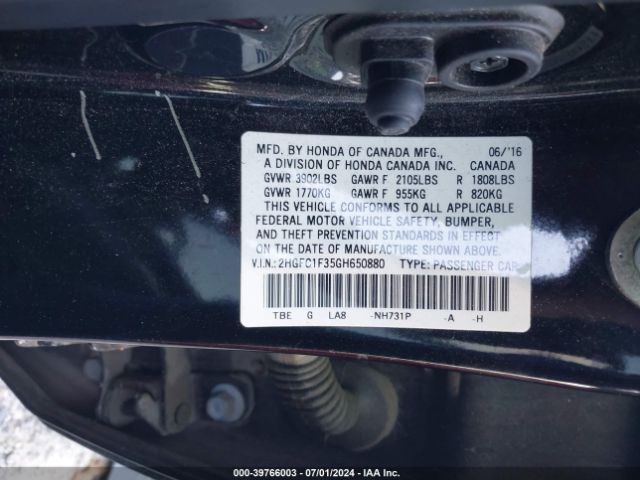 MFD. BY HONDA OF CANADA MFG., 06/'16
A DIVISION OF HONDA CANADA INC. CANADA
GVWR 3902LBS GAWR F 2105LBS R 1808LBS
GVWR 1770KG GAWR F 955KG R 820KG
THIS VEHICLE CONFORMS TO ALL APPLICABLE
FEDERAL MOTOR VEHICLE SAFETY, BUMPER,
AND THEFT PREVENTION STANDARDS IN EFFECT
ON THE DATE OF MANUFACTURE SHOWN ABOVE.
V.I.N.: 2HGFC1F35GH650880 TYPE: PASSENGER CAR
TBE G LA8 -NH731P -A -H
000-39766003 - 07/01/2024 - IAA Inc.